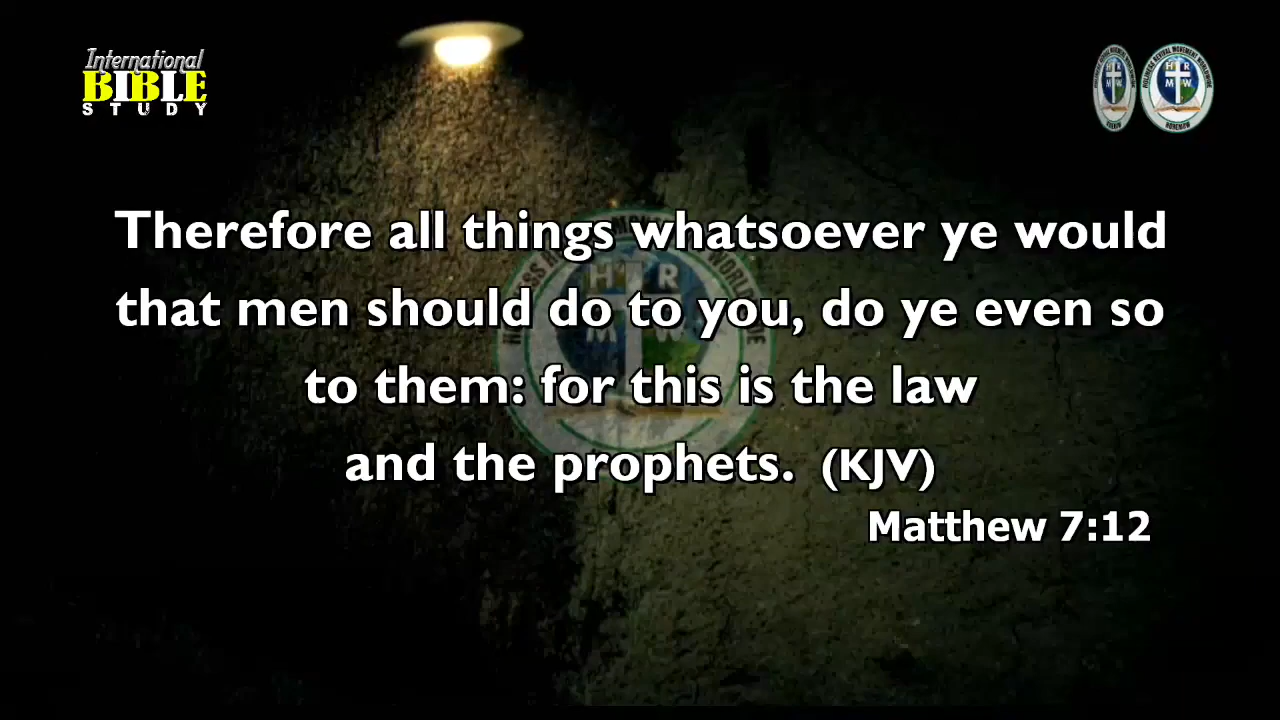 International
BIBLE
STUDY
H R
M W
HOREMOW
Therefore all things whatsoever ye would
that men should do to you, do ye even so
to them: for this is the law
and the prophets. (KJV)
Matthew 7:12
H R
M W